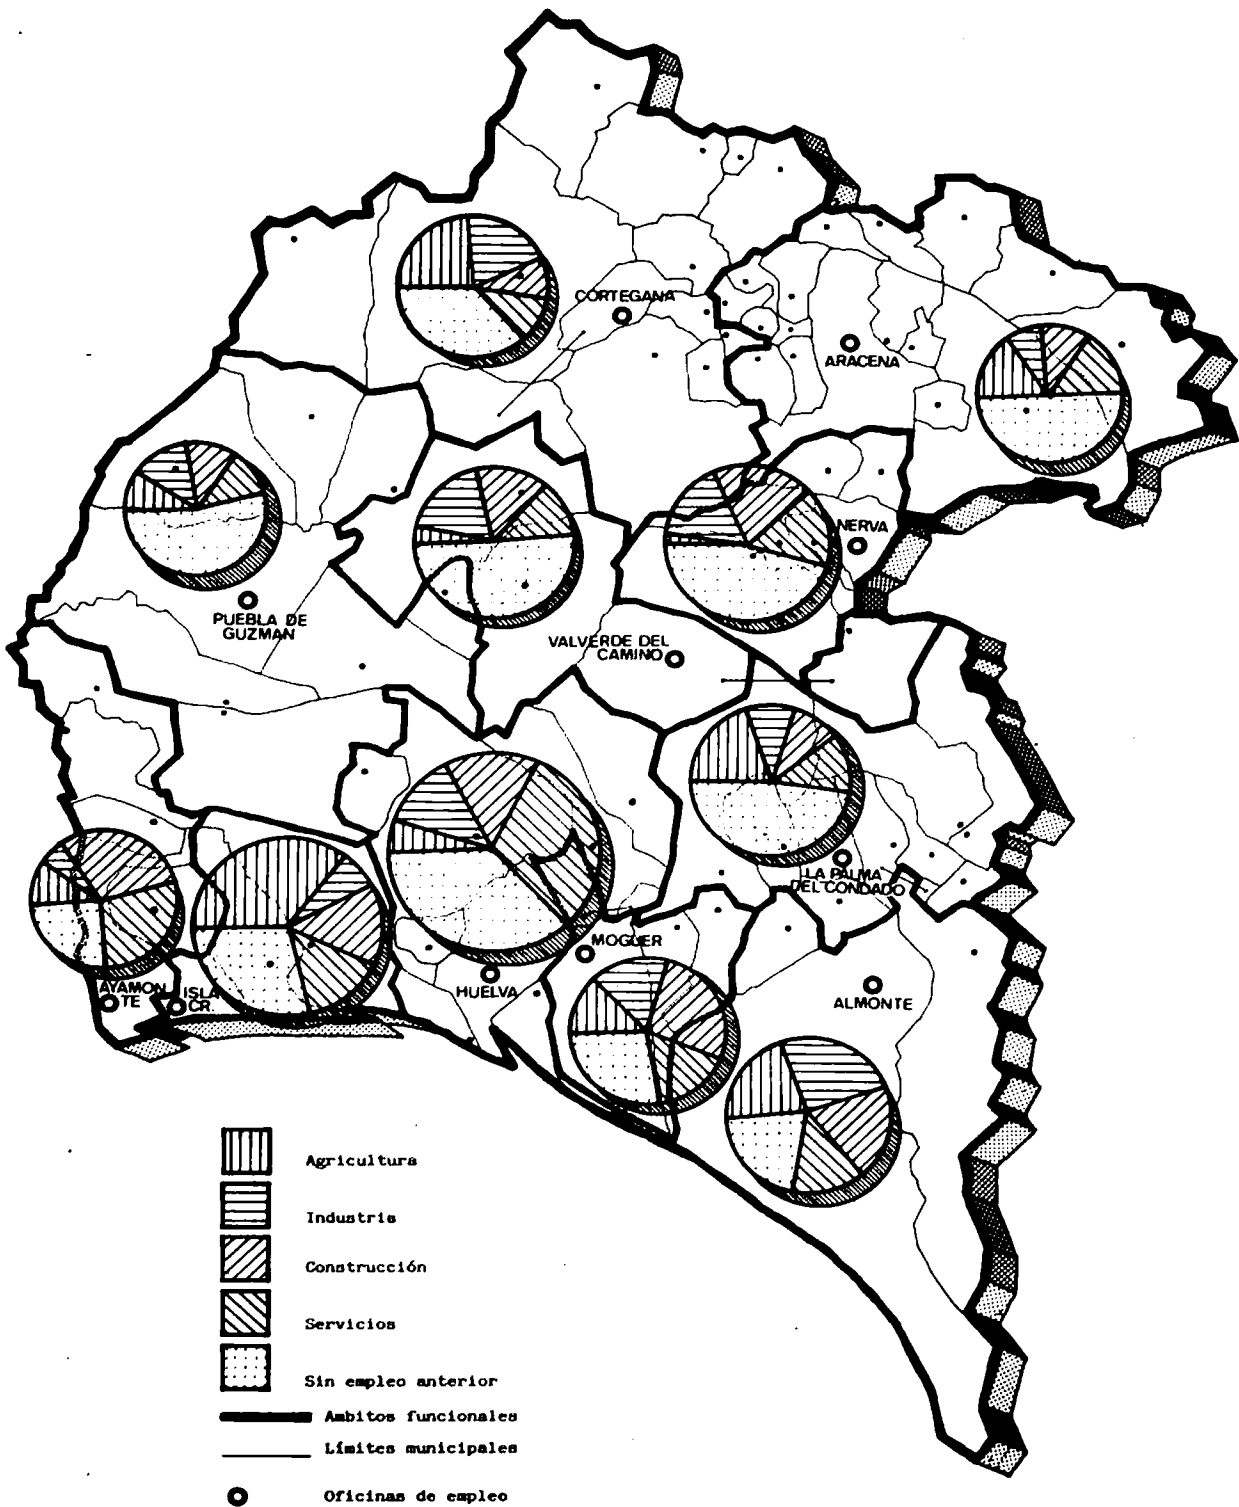 CORTEGANA
ARACENA
NERVA
PUEBLA DE
GUZMAN
VALVERDE DEL
CAMINO
LA PALMA
DEL CONDADO
MOGUER
HUELVA
ALMONTE
AYAMON
TE
ISLA
CR.
Agricultura
Industria
Construcción
Servicios
Sin empleo anterior
Ambitos funcionales
Límites municipales
Oficinas de empleo